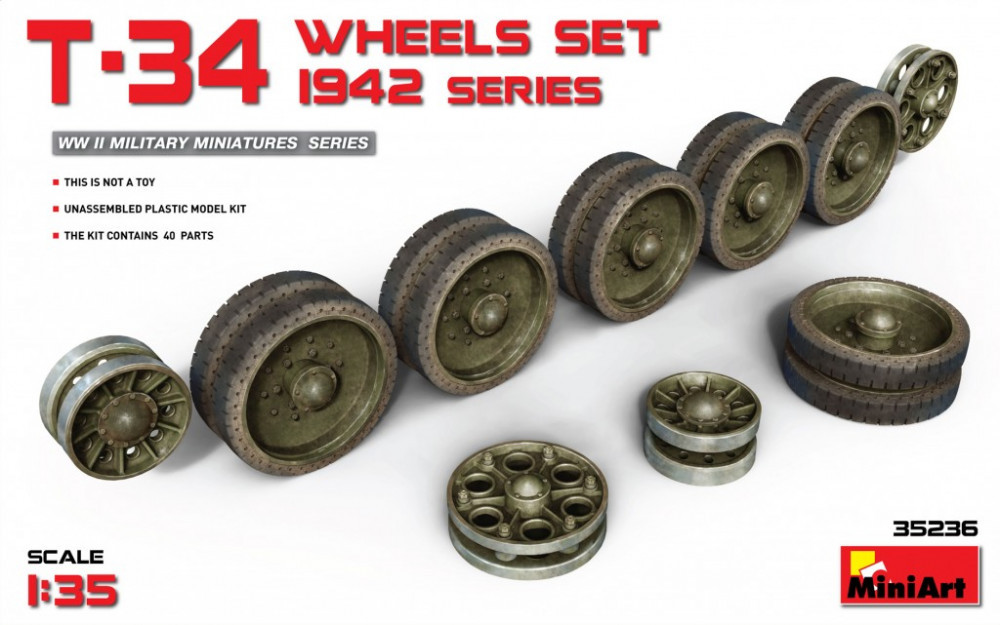 T-34 WHEELS SET
1942 SERIES
WW II MILITARY MINIATURES SERIES
THIS IS NOT A TOY
UNASSEMBLED PLASTIC MODEL KIT
THE KIT CONTAINS 40 PARTS
SCALE
1:35
35236
MiniArt